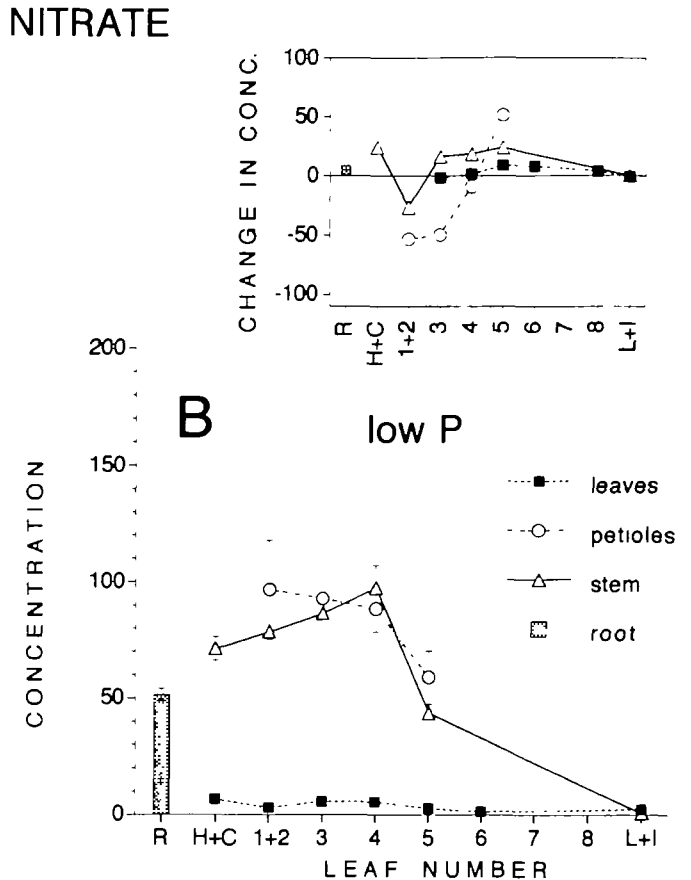 NITRATE
CHANGE IN CONC.
100
50
0
-50
-100
R H+C 1+2 3 4 5 6 7 8 L+I
CONCENTRATION
200
150
100
50
0
B low P
leaves
petioles
stem
root
R H+C 1+2 3 4 5 6 7 8 L+I
LEAF NUMBER